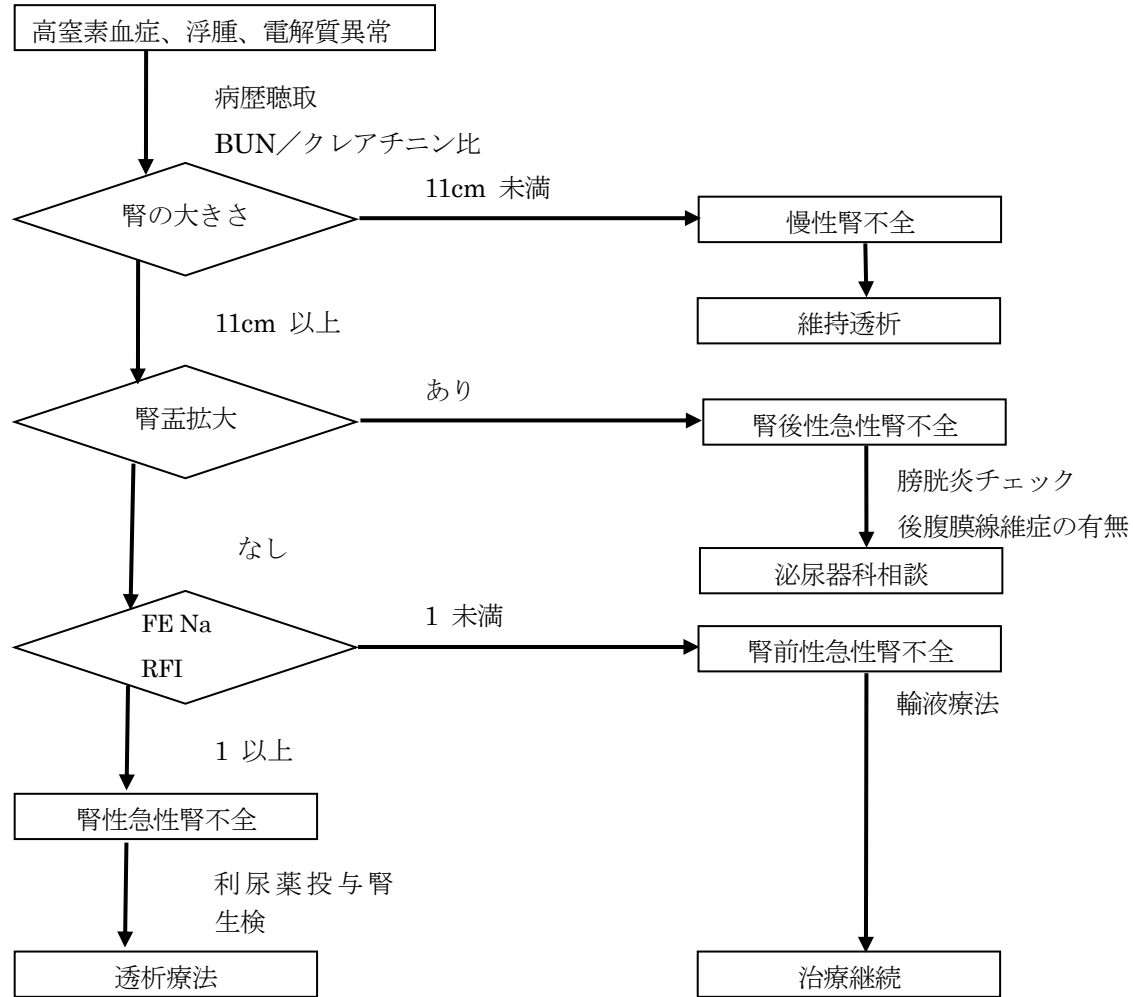 高窒素血症、浮腫、電解質異常
病歴聴取
BUN／クレアチニン比
腎の大きさ
11cm 未満
慢性腎不全
維持透析
11cm 以上
腎盂拡大
あり
腎後性急性腎不全
膀胱炎チェック
後腹膜線維症の有無
泌尿器科相談
なし
FE Na
RFI
1 未満
腎前性急性腎不全
輸液療法
1 以上
腎性急性腎不全
利尿薬投与腎
生検
透析療法
治療継続